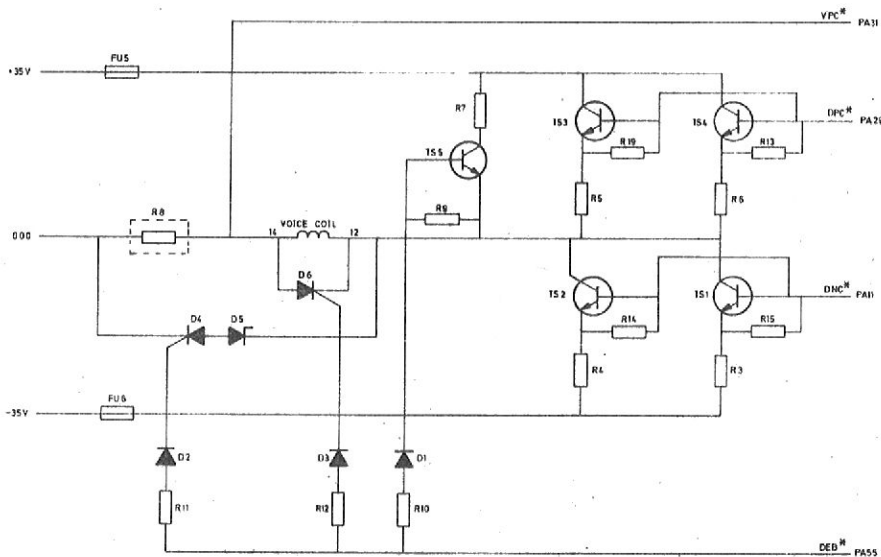 VPC* PA31
FU5
+35V
R7
TS3
TS4
DPC*
TS5
R19
R13
R9
R5
R6
R8
000
VOICE COIL
14
12
D6
TS2
TS1
DNC*
D4
D5
R14
R15
R4
R3
FU6
-35V
D2
D3
D1
R11
R12
R10
DEB* PA55